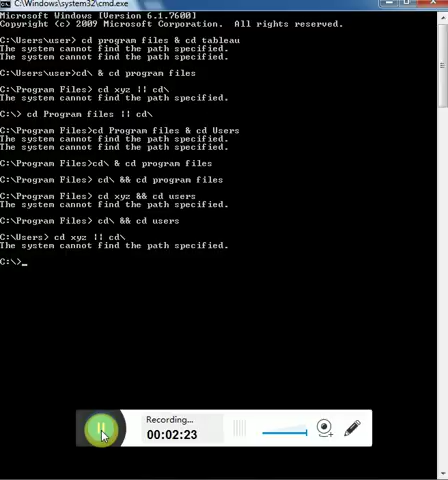 C:\Windows\system32\cmd.exe
Microsoft Windows [Version 6.1.7600]
Copyright (c) 2009 Microsoft Corporation.  All rights reserved.
C:\Users\user> cd program files & cd tableau
The system cannot find the path specified.
The system cannot find the path specified.
C:\Users\user>cd\ & cd program files
C:\Program Files> cd xyz || cd\
The system cannot find the path specified.
C:\> cd Program files || cd\
C:\Program Files>cd Program Files & cd Users
The system cannot find the path specified.
The system cannot find the path specified.
C:\Program Files>cd\ & cd program files
C:\Program Files> cd\ && cd program files
C:\Program Files> cd xyz && cd users
The system cannot find the path specified.
C:\Program Files> cd\ && cd users
C:\Users> cd xyz || cd\
The system cannot find the path specified.
C:\>_
Recording...
00:02:23